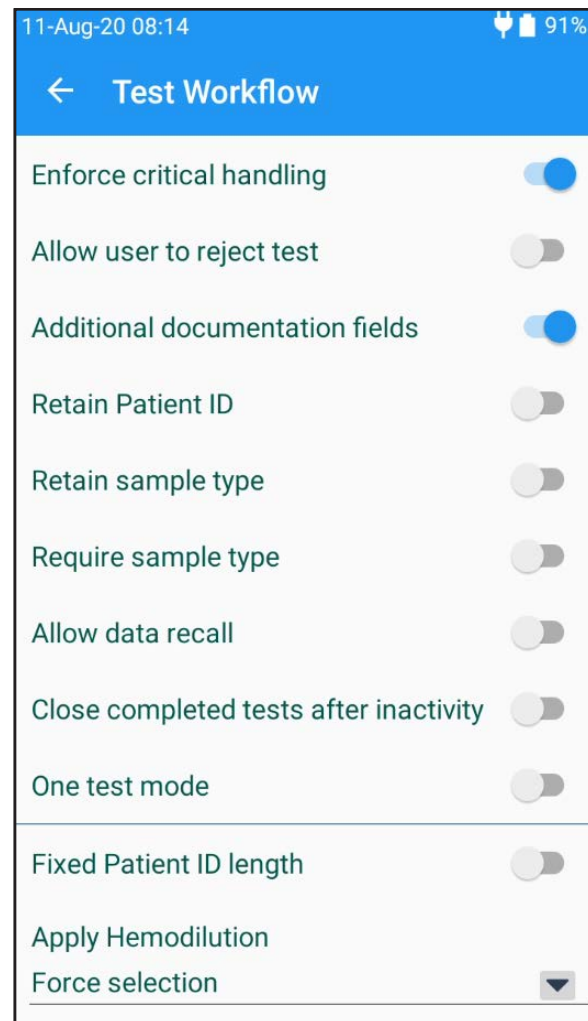 11-Aug-20 08:14 91%
Test Workflow
Enforce critical handling
Allow user to reject test
Additional documentation fields
Retain Patient ID
Retain sample type
Require sample type
Allow data recall
Close completed tests after inactivity
One test mode
Fixed Patient ID length
Apply Hemodilution
Force selection